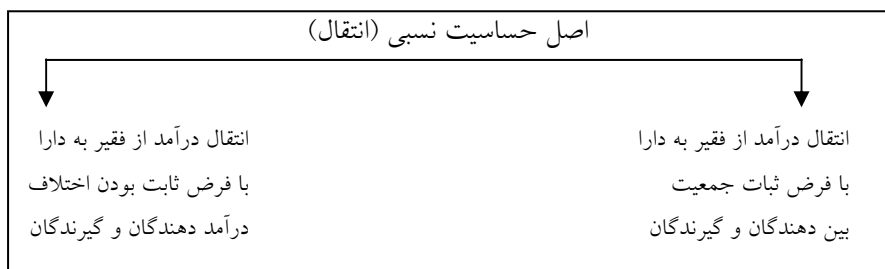 اصل حساسیت نسبی (انتقال)
انتقال درآمد از فقیر به دارا
با فرض ثبات جمعیت
بین دهندگان و گیرندگان
انتقال درآمد از فقیر به دارا
با فرض ثابت بودن اختلاف
درآمد دهندگان و گیرندگان